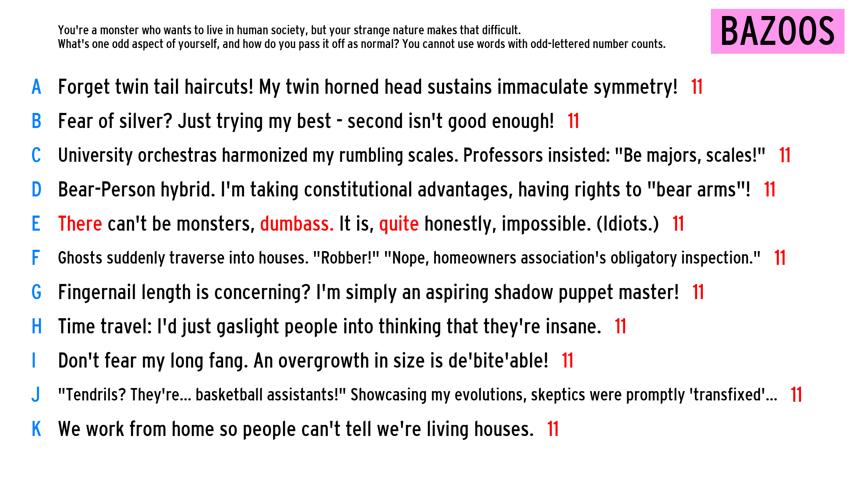 You're a monster who wants to live in human society, but your strange nature makes that difficult.
What's one odd aspect of yourself, and how do you pass it off as normal? You cannot use words with odd-lettered number counts.
BAZOOS
A Forget twin tail haircuts! My twin horned head sustains immaculate symmetry! 11
B Fear of silver? Just trying my best - second isn't good enough! 11
C University orchestras harmonized my rumbling scales. Professors insisted: "Be majors, scales!" 11
D Bear-Person hybrid. I'm taking constitutional advantages, having rights to "bear arms"! 11
E There can't be monsters, dumbass. It is, quite honestly, impossible. (Idiots.) 11
F Ghosts suddenly traverse into houses. "Robber!" "Nope, homeowners association's obligatory inspection." 11
G Fingernail length is concerning? I'm simply an aspiring shadow puppet master! 11
H Time travel: I'd just gaslight people into thinking that they're insane. 11
I Don't fear my long fang. An overgrowth in size is de'bite'able! 11
J "Tendrils? They're... basketball assistants!" Showcasing my evolutions, skeptics were promptly 'transfixed'... 11
K We work from home so people can't tell we're living houses. 11